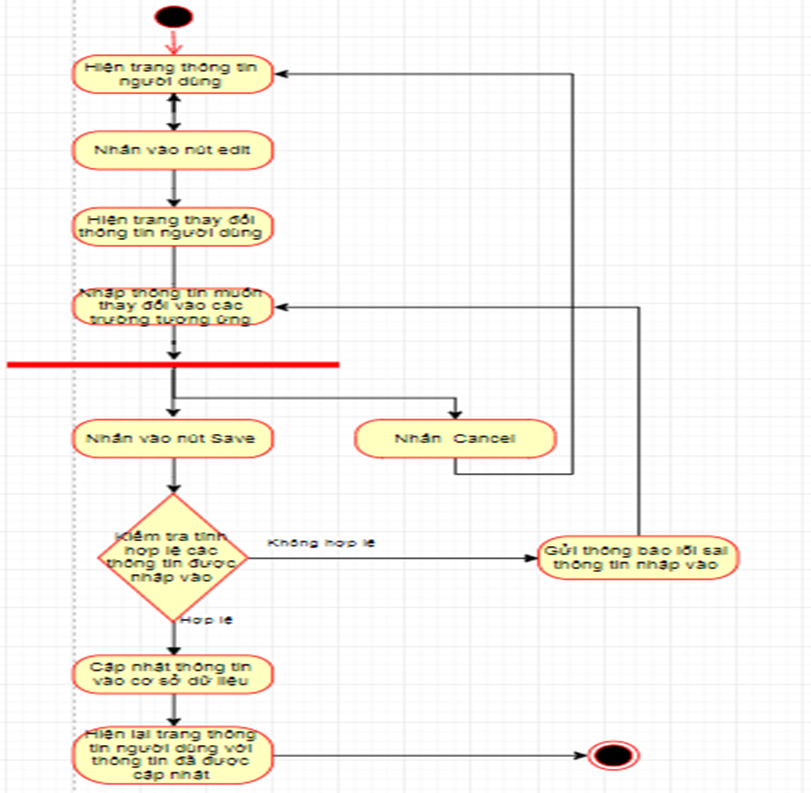 Hiện trang thông tin
người dùng
Nhấn vào nút edit
Hiện trang thay đổi
thông tin người dùng
Nhập thông tin muốn
thay đổi vào các
trường tương ứng
Nhấn vào nút Save
Nhấn Cancel
Kiểm tra tính
hợp lệ các
thông tin được
nhập vào
Không hợp lệ
Gửi thông báo lỗi sai
thông tin nhập vào
Hợp lệ
Cập nhật thông tin
vào cơ sở dữ liệu
Hiện lại trang thông
tin người dùng với
thông tin đã được
cập nhật